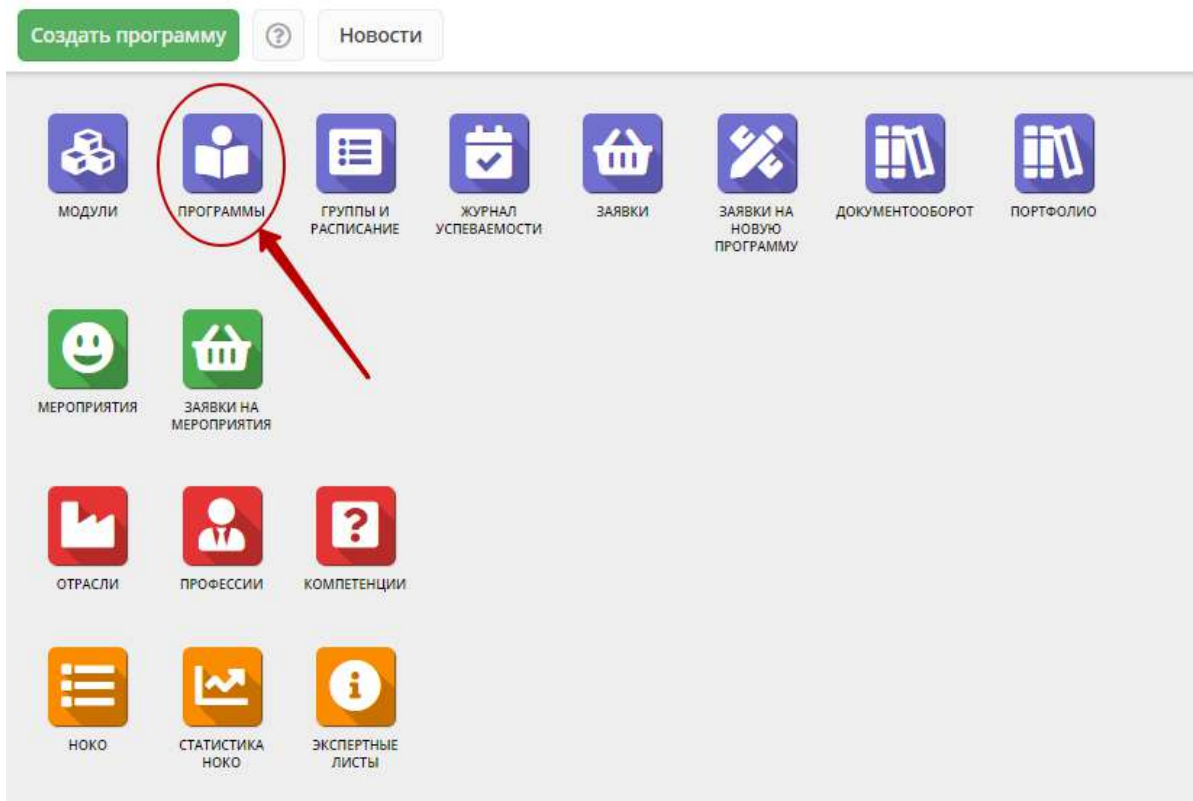 Создать программу ? Новости
МОДУЛИ
ПРОГРАММЫ
ГРУППЫ И
РАСПИСАНИЕ
ЖУРНАЛ
УСПЕВАЕМОСТИ
ЗАЯВКИ
ЗАЯВКИ НА
НОВУЮ
ПРОГРАММУ
ДОКУМЕНТООБОРОТ
ПОРТФОЛИО
МЕРОПРИЯТИЯ
ЗАЯВКИ НА
МЕРОПРИЯТИЯ
ОТРАСЛИ
ПРОФЕССИИ
?
КОМПЕТЕНЦИИ
НОКО
СТАТИСТИКА
НОКО
i
ЭКСПЕРТНЫЕ
ЛИСТЫ